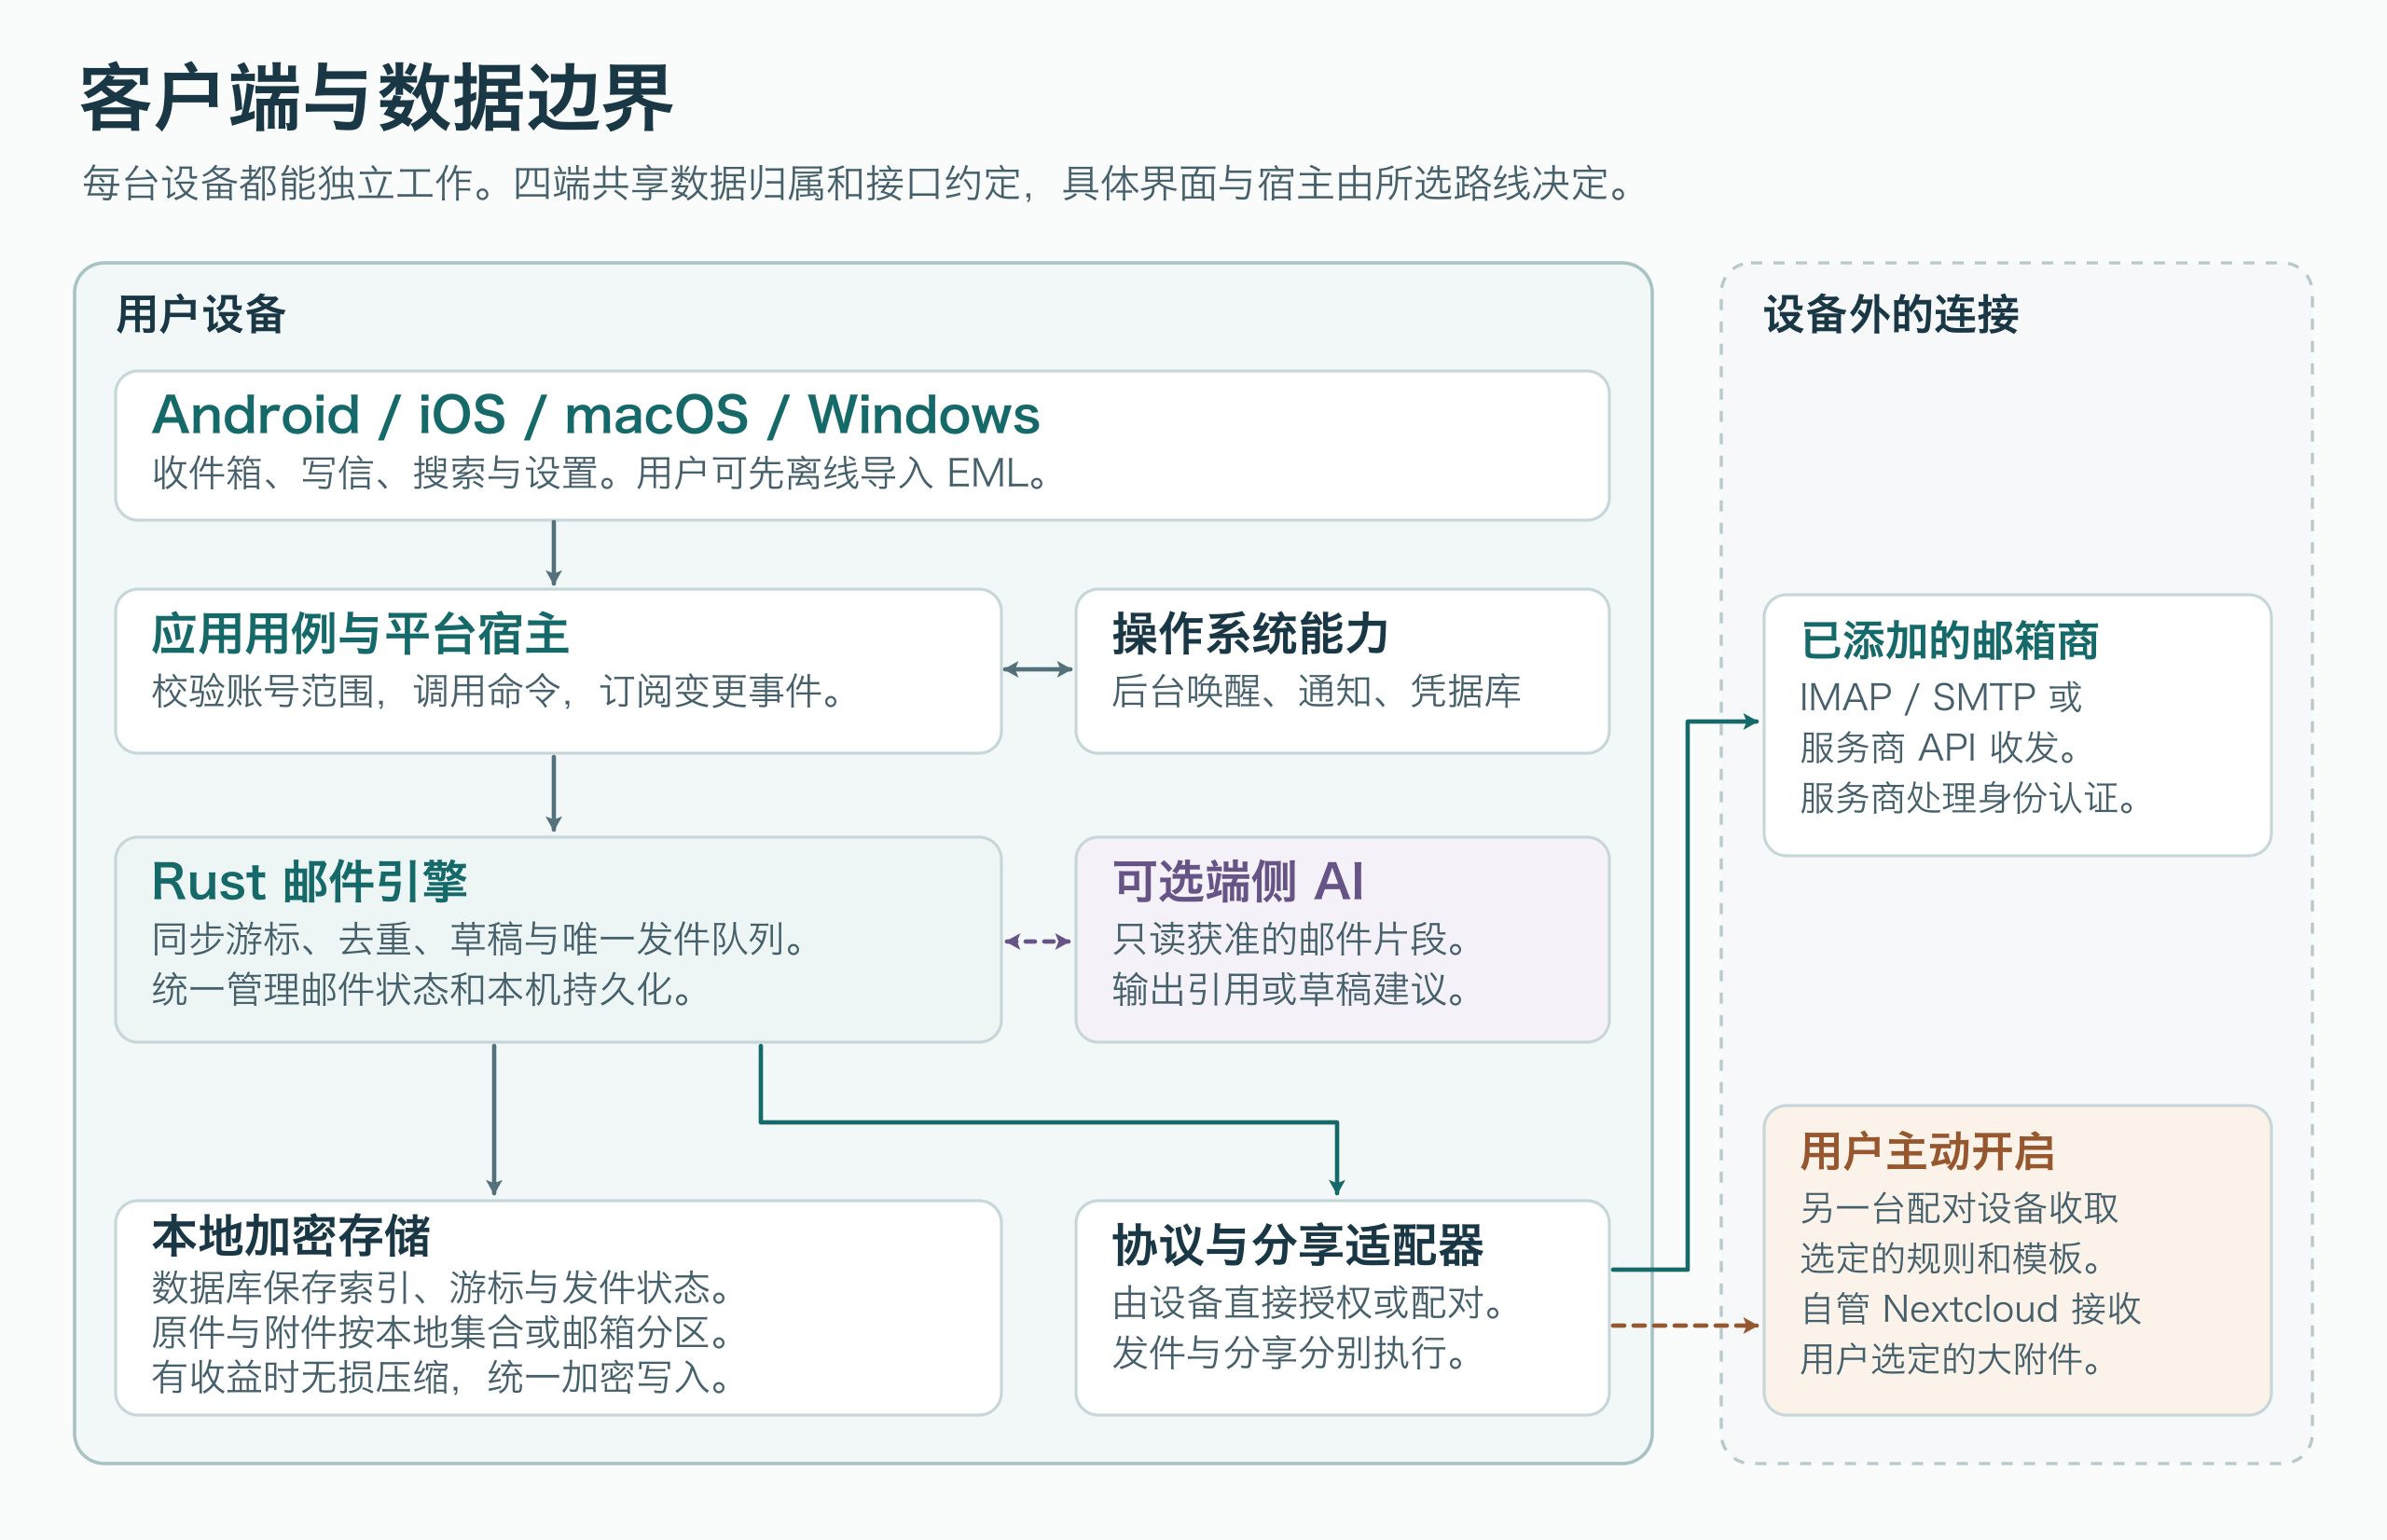 客户端与数据边界
每台设备都能独立工作。四端共享数据归属和接口约定，具体界面与宿主由所选路线决定。
用户设备
Android / iOS / macOS / Windows
收件箱、写信、搜索与设置。用户可先离线导入 EML。
应用用例与平台宿主
校验账号范围，调用命令，订阅变更事件。
操作系统能力
后台唤醒、通知、凭据库
Rust 邮件引擎
同步游标、去重、草稿与唯一发件队列。
统一管理邮件状态和本机持久化。
可选端侧 AI
只读获准的邮件片段。
输出引用或草稿建议。
本地加密存储
数据库保存索引、游标与发件状态。
原件与附件按本地集合或邮箱分区。
有收益时无损压缩，统一加密写入。
协议与分享适配器
由设备直接授权或配对。
发件与分享分别执行。
设备外的连接
已添加的邮箱商
IMAP / SMTP 或
服务商 API 收发。
服务商处理身份认证。
用户主动开启
另一台配对设备收取
选定的规则和模板。
自管 Nextcloud 接收
用户选定的大附件。